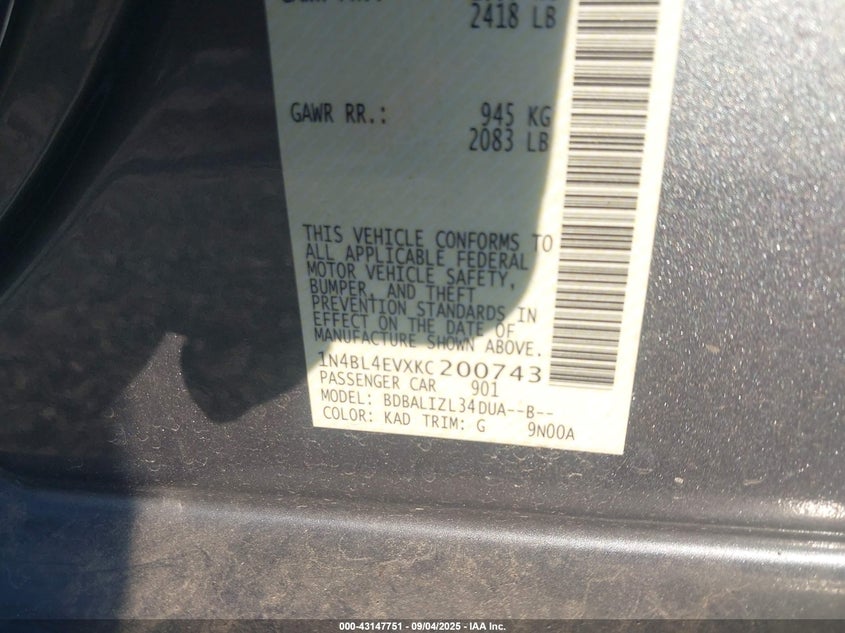 2418 LB
GAWR RR.: 945 KG
2083 LB
THIS VEHICLE CONFORMS TO
ALL APPLICABLE FEDERAL
MOTOR VEHICLE SAFETY,
BUMPER, AND THEFT
PREVENTION STANDARDS IN
EFFECT ON THE DATE OF
MANUFACTURE SHOWN ABOVE.
1N4BL4EVXKC200743
PASSENGER CAR 901
MODEL: BDBALIZL34DUA--B--
COLOR: KAD TRIM: G 9N00A
000-43147751 - 09/04/2025 - IAA Inc.